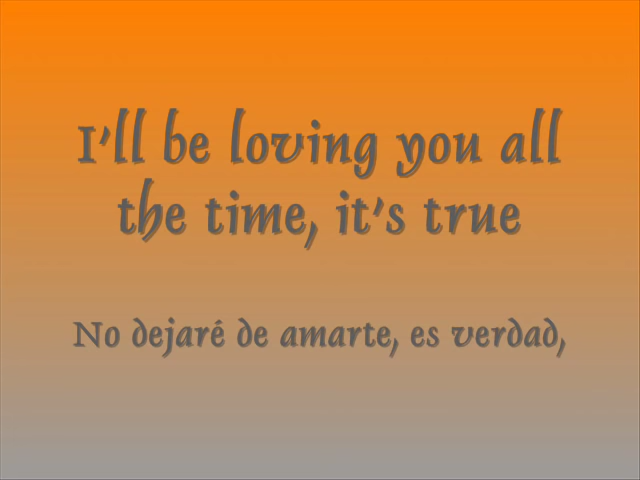 I'll be loving you all
the time, it's true
No dejaré de amarte, es verdad,